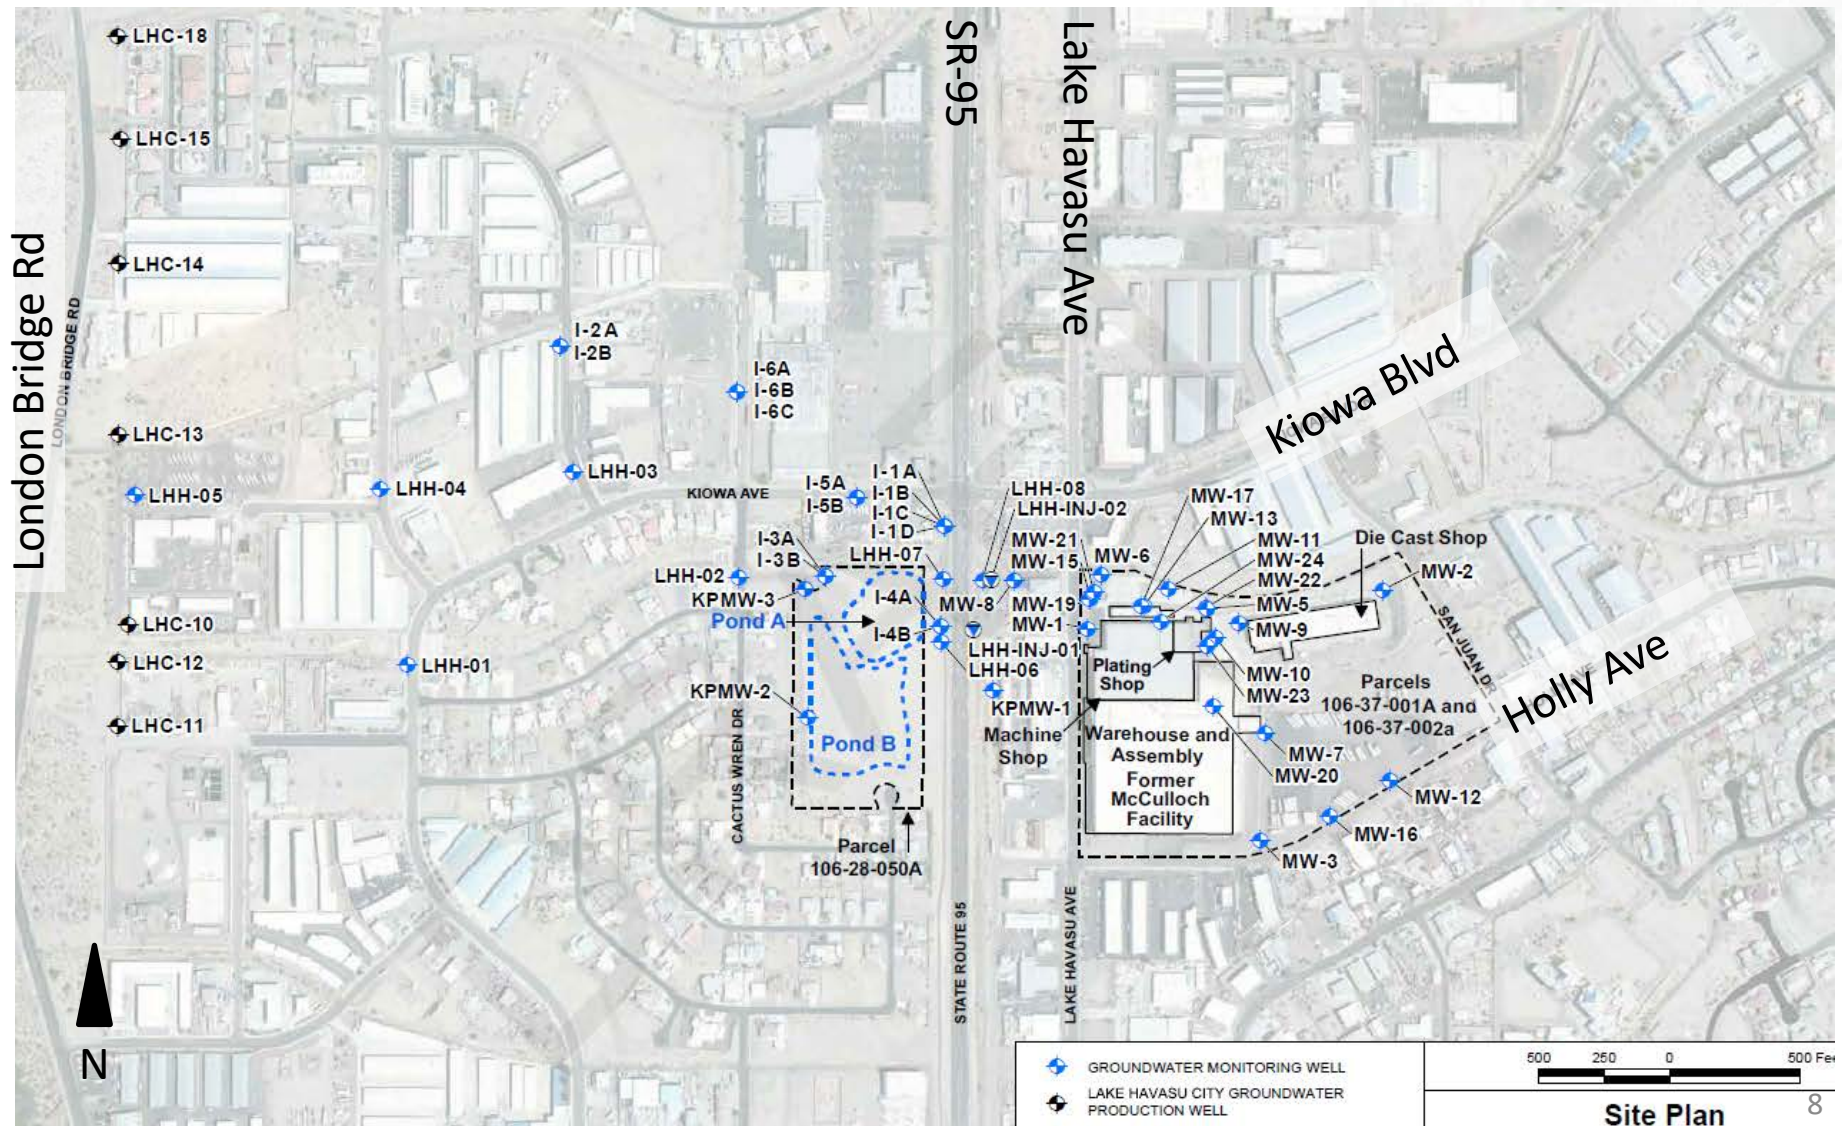 LHC-18
LHC-15
LHC-14
LHC-13
LHH-05
LHC-10
LHC-12
LHC-11
London Bridge Rd
LONDON BRIDGE RD
SR-95
Lake Havasu Ave
Kiowa Blvd
Holly Ave
I-2A
I-2B
I-6A
I-6B
I-6C
LHH-03
LHH-04
KIOWA AVE
I-5A
I-5B
I-1A
I-1B
I-1C
I-1D
I-3A
I-3B
LHH-07
LHH-02
KPMW-3
Pond A
I-4A
I-4B
LHH-01
KPMW-2
Pond B
CACTUS WREN DR
Parcel
106-28-050A
LHH-08
LHH-INJ-02
MW-21
MW-15
MW-6
MW-8
MW-19
MW-1
LHH-INJ-01
LHH-06
KPMW-1
MW-17
MW-13
MW-11
MW-24
MW-22
MW-5
MW-9
MW-10
MW-23
Die Cast Shop
MW-2
SAN JUAN DR
Plating
Shop
Machine
Shop
Parcels
106-37-001A and
106-37-002a
Warehouse and
Assembly
Former
McCulloch
Facility
MW-7
MW-20
MW-12
MW-16
MW-3
STATE ROUTE 95
LAKE HAVASU AVE
N
GROUNDWATER MONITORING WELL
LAKE HAVASU CITY GROUNDWATER
PRODUCTION WELL
500 250 0 500 Fee
Site Plan
8